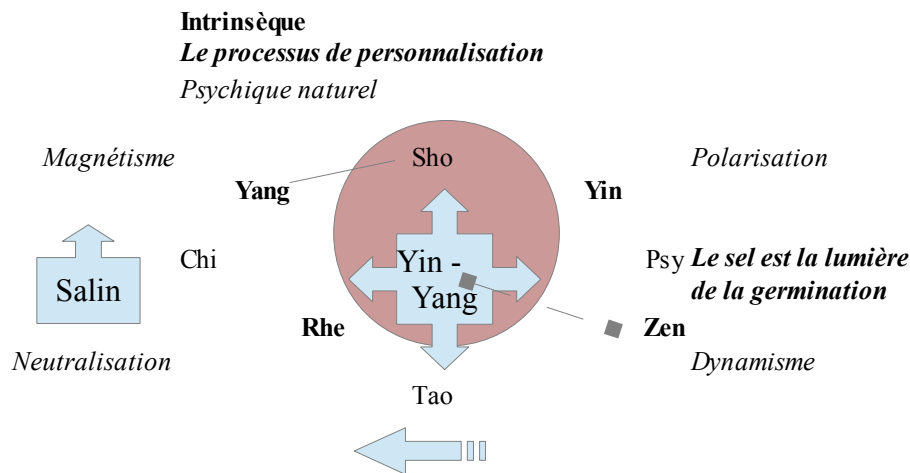 Intrinsèque
Le processus de personnalisation
Psychique naturel
Magnétisme
Sho
Polarisation
Yang
Yin
Chi
Yin -
Yang
Psy Le sel est la lumière
de la germination
Salin
Rhe
Zen
Neutralisation
Dynamisme
Tao